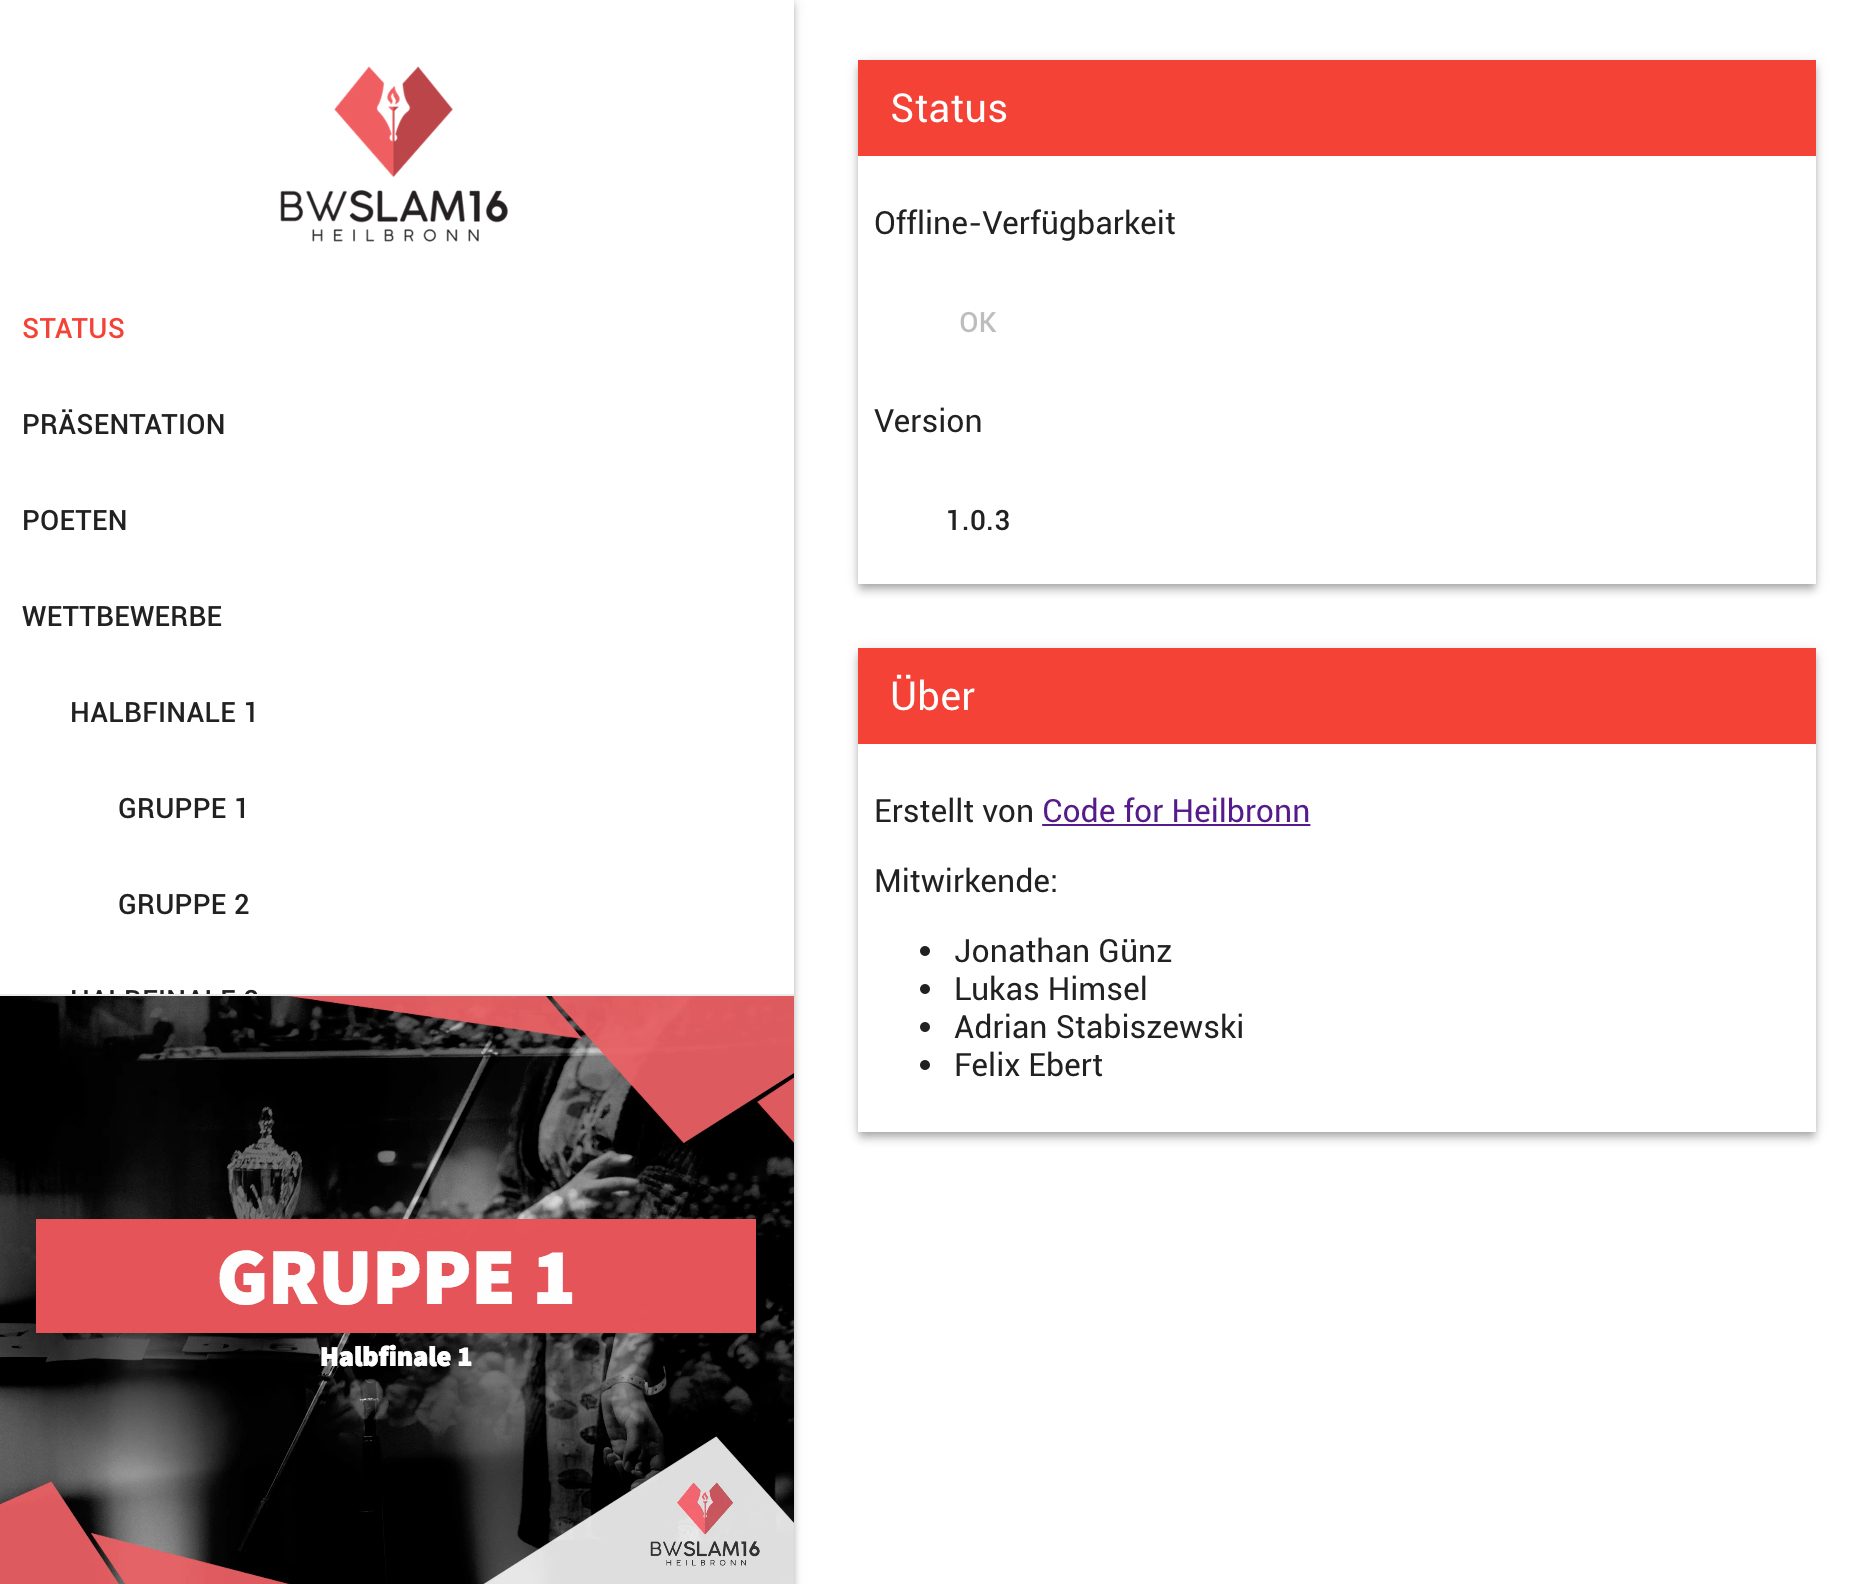 BWSLAM16
HEILBRONN
STATUS
PRÄSENTATION
POETEN
WETTBEWERBE
HALBFINALE 1
GRUPPE 1
GRUPPE 2
GRUPPE 1
Halbfinale 1
BWSLAM16
HEILBRONN
Status
Offline-Verfügbarkeit
OK
Version
1.0.3
Über
Erstellt von Code for Heilbronn
Mitwirkende:
• Jonathan Günz
• Lukas Himsel
• Adrian Stabiszewski
• Felix Ebert